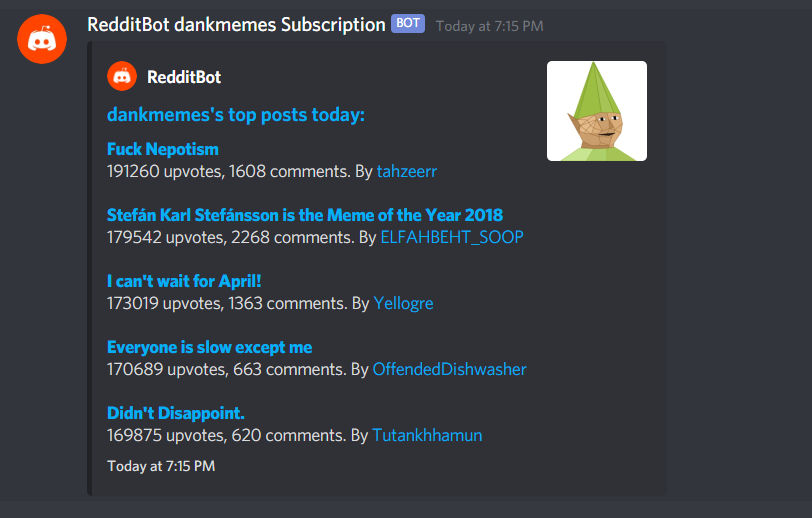 RedditBot dankmemes Subscription BOT Today at 7:15 PM
RedditBot
dankmemes's top posts today:
Fuck Nepotism
191260 upvotes, 1608 comments. By tahzeerr
Stefán Karl Stefánsson is the Meme of the Year 2018
179542 upvotes, 2268 comments. By ELFAHBEHT_SOOP
I can't wait for April!
173019 upvotes, 1363 comments. By Yellogre
Everyone is slow except me
170689 upvotes, 663 comments. By OffendedDishwasher
Didn't Disappoint.
169875 upvotes, 620 comments. By Tutankhhamun
Today at 7:15 PM